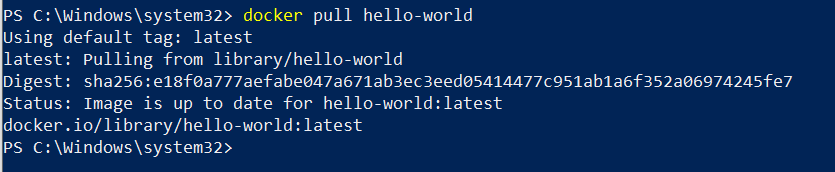 PS C:\Windows\system32> docker pull hello-world
Using default tag: latest
latest: Pulling from library/hello-world
Digest: sha256:e18f0a777aefabe047a671ab3ec3eed05414477c951ab1a6f352a06974245fe7
Status: Image is up to date for hello-world:latest
docker.io/library/hello-world:latest
PS C:\Windows\system32>